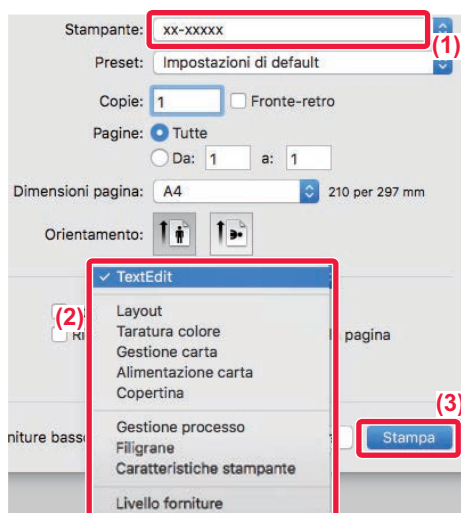 Stampante: xx-xxxxx
(1)
Preset: Impostazioni di default
Copie: 1 Fronte-retro
Pagine: Tutte
Da: 1 a: 1
Dimensioni pagina: A4 210 per 297 mm
Orientamento:
✓ TextEdit
(2)
Layout
Taratura colore
pagina
Gestione carta
Alimentazione carta
Copertina
(3)
Gestione processo
niture basse
Stampa
Filigrane
Caratteristiche stampante
Livello forniture